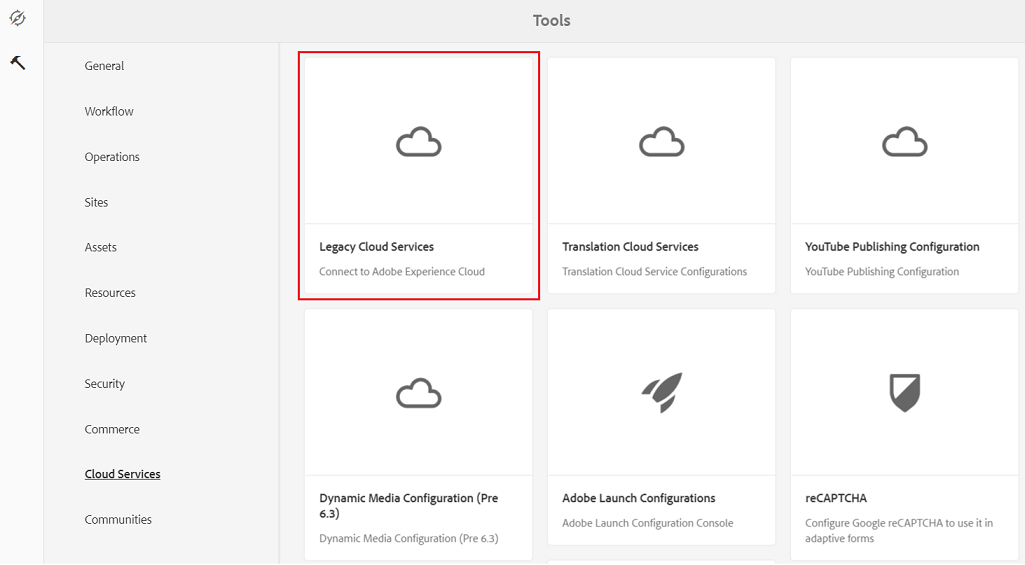 Tools
General
Workflow
Operations
Sites
Assets
Resources
Deployment
Security
Commerce
Cloud Services
Communities
Legacy Cloud Services
Connect to Adobe Experience Cloud
Translation Cloud Services
Translation Cloud Service Configurations
YouTube Publishing Configuration
YouTube Publishing Configuration
Dynamic Media Configuration (Pre
6.3)
Dynamic Media Configuration (Pre 6.3)
Adobe Launch Configurations
Adobe Launch Configuration Console
reCAPTCHA
Configure Google reCAPTCHA to use it in
adaptive forms